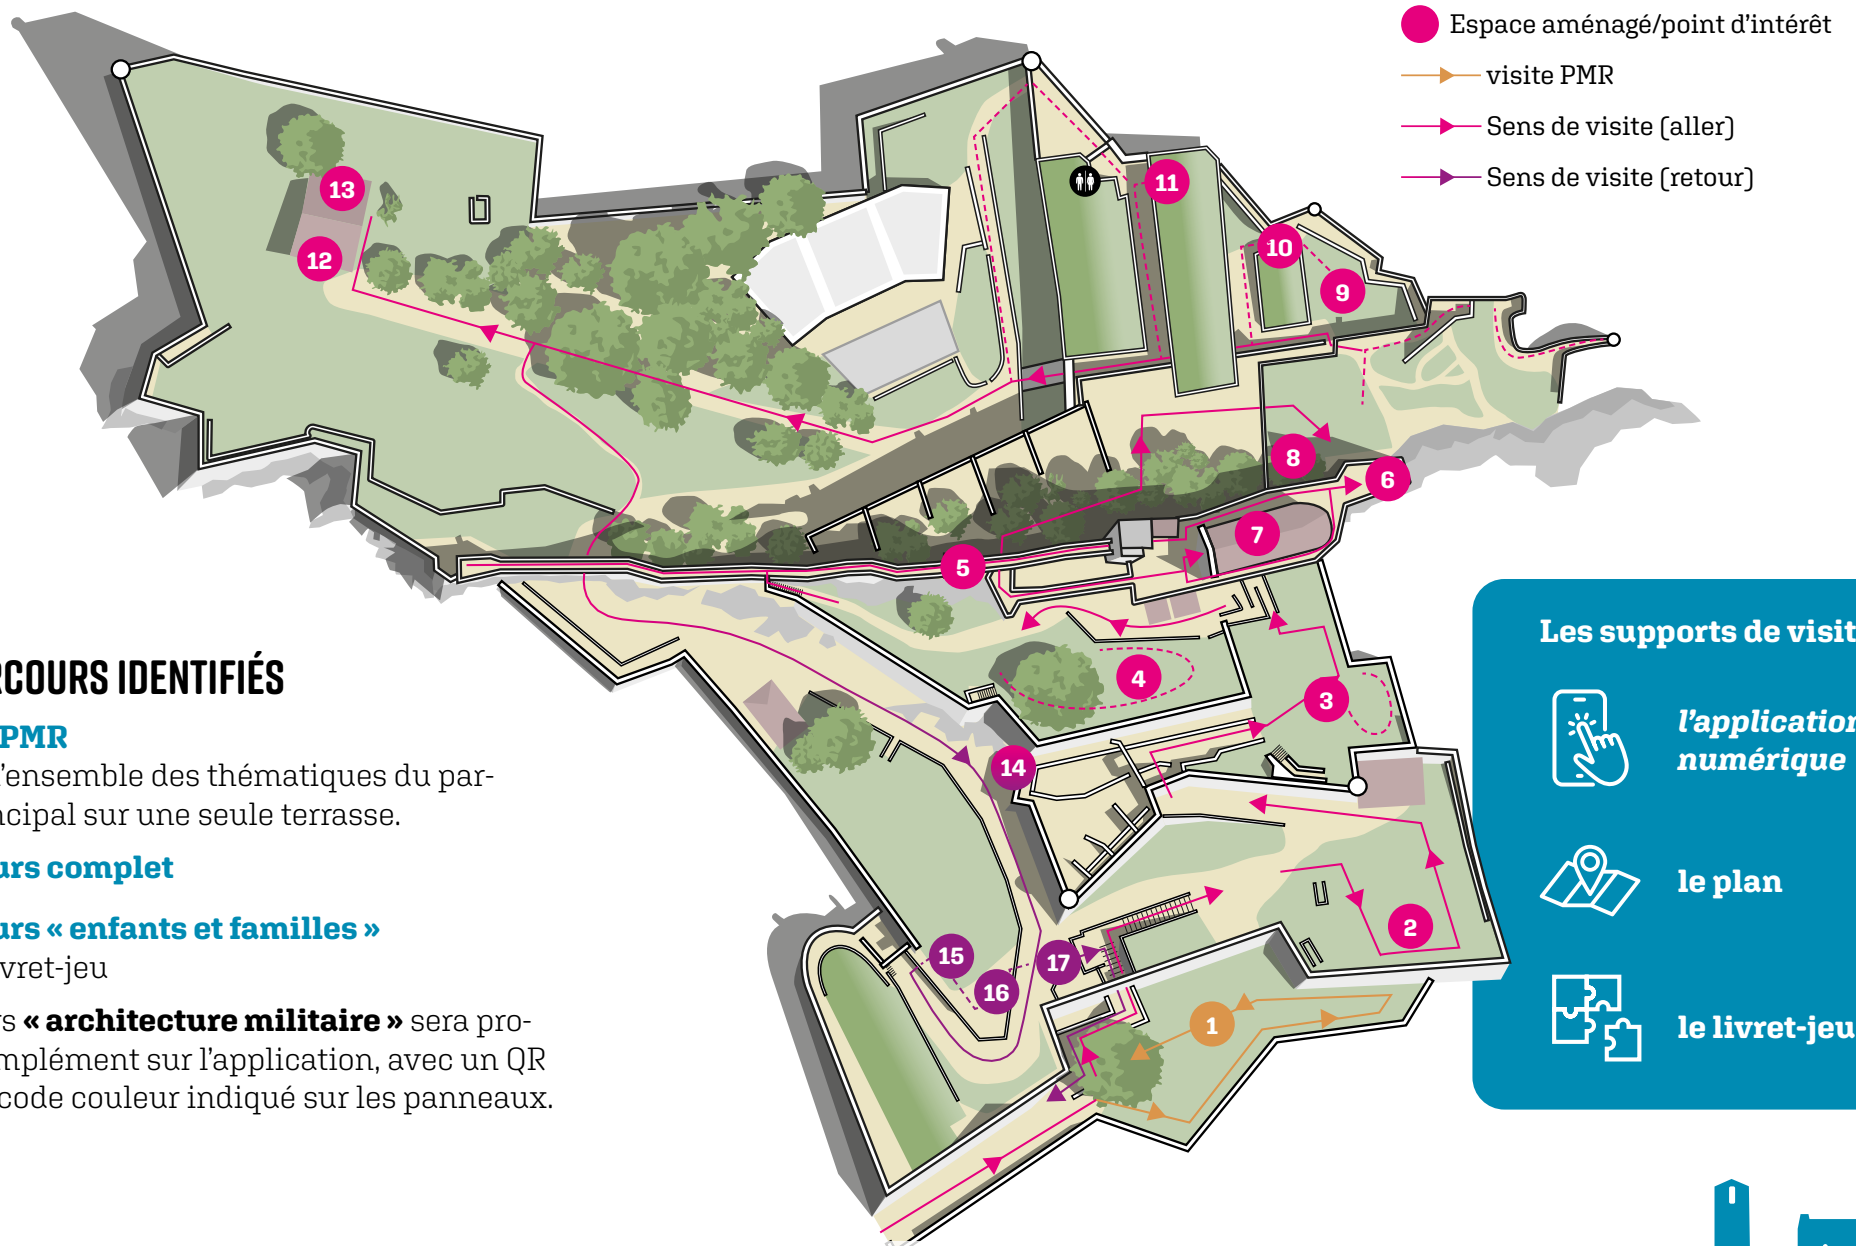 Espace aménagé/point d'intérêt
visite PMR
Sens de visite (aller)
Sens de visite (retour)
13
12
11
10
9
8
6
7
5
4
3
14
2
15
16
17
1
RCOURS IDENTIFIÉS
PMR
l'ensemble des thématiques du par-
ncipal sur une seule terrasse.
urs complet
urs « enfants et familles »
vret-jeu
rs « architecture militaire » sera pro-
mplément sur l'application, avec un QR
code couleur indiqué sur les panneaux.
Les supports de visit
l'application
numérique
le plan
le livret-jeu